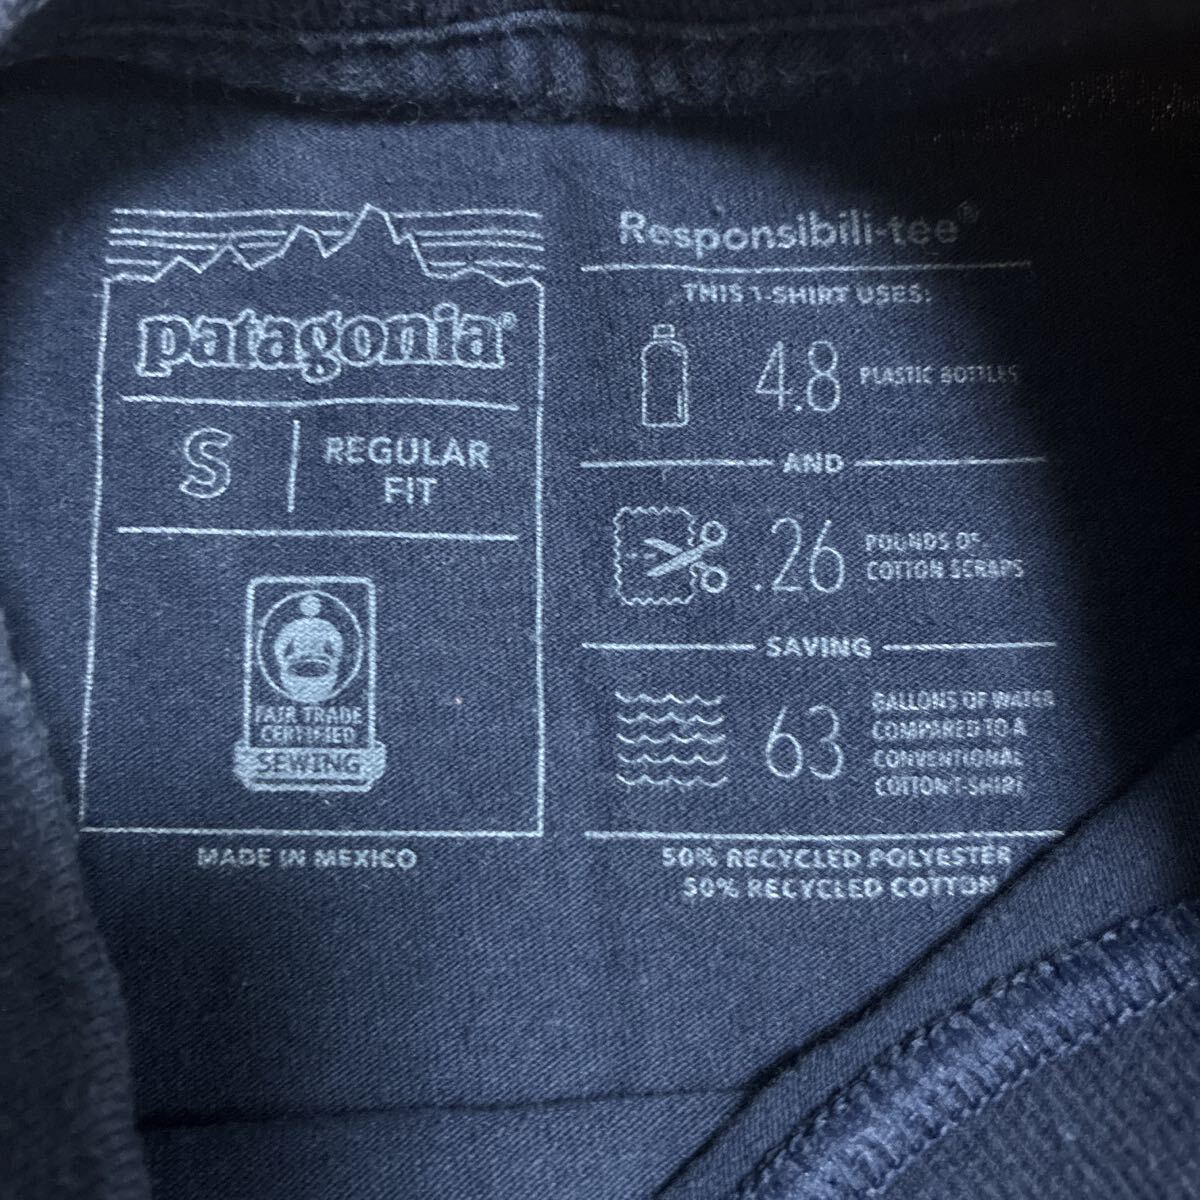 patagonia®
S
REGULAR
FIT
FAIR TRADE
CERTIFIED
SEWING
MADE IN MEXICO
Responsibili-tee®
THIS T-SHIRT USES:
4.8 PLASTIC BOTTLES
AND
.26 POUNDS OF
COTTON SCRAPS
SAVING
63 GALLONS OF WATER
COMPARED TO A
CONVENTIONAL
COTTON T-SHIRT
50% RECYCLED POLYESTER
50% RECYCLED COTTON